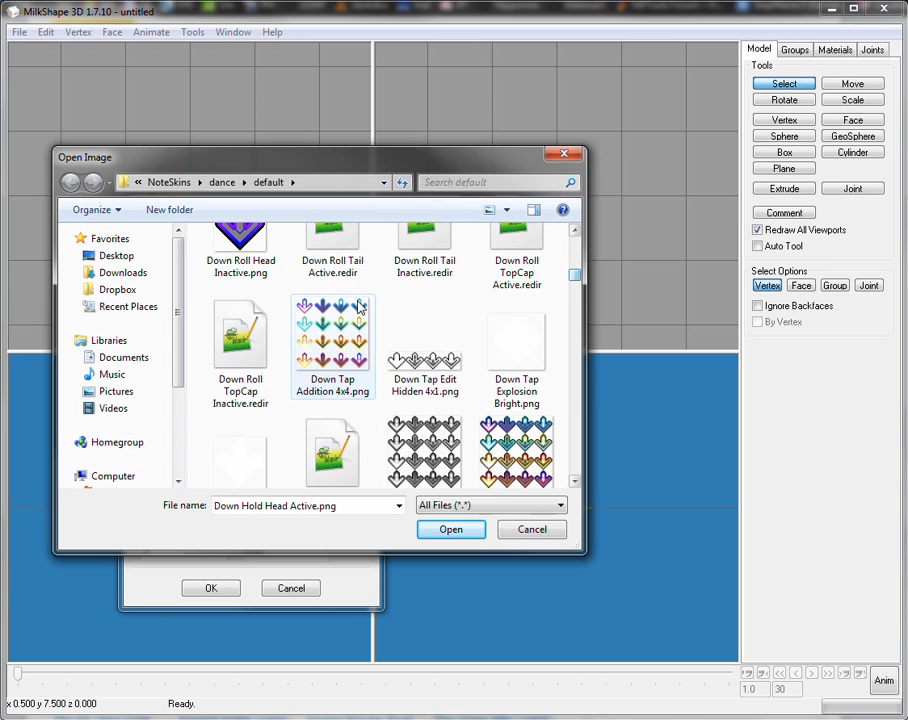 MilkShape 3D 1.7.10 - untitled
File Edit Vertex Face Animate Tools Window Help
Model Groups Materials Joints
Tools
Select Move
Rotate Scale
Vertex Face
Sphere GeoSphere
Box Cylinder
Plane
Extrude Joint
Comment
Redraw All Viewports
Auto Tool
Select Options
Vertex Face Group Joint
Ignore Backfaces
By Vertex
Open Image
« NoteSkins dance default
Search default
Organize New folder
Favorites
Desktop
Downloads
Dropbox
Recent Places
Libraries
Documents
Music
Pictures
Videos
Homegroup
Computer
Down Roll Head
Inactive.png
Down Roll Tail
Active.redir
Down Roll Tail
Inactive.redir
Down Roll
TopCap
Active.redir
Down Roll
TopCap
Inactive.redir
Down Tap
Addition 4x4.png
Down Tap Edit
Hidden 4x1.png
Down Tap
Explosion
Bright.png
File name: Down Hold Head Active.png All Files (*.*)
Open Cancel
OK Cancel
Anim
1.0 30
x 0.500 y 7.500 z 0.000 Ready.